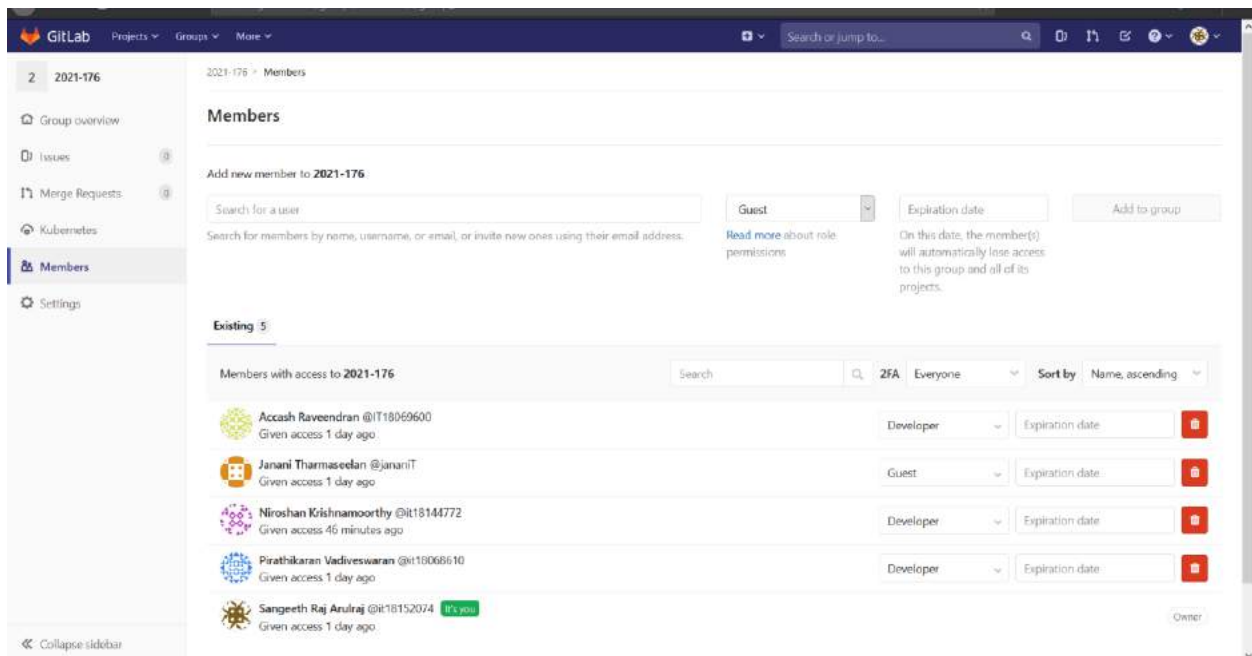 GitLab Projects Groups More Search or jump to...
2 2021-176
Group overview
Issues 0
Merge Requests 0
Kubernetes
Members
Settings
Collapse sidebar
2021-176 > Members
Members
Add new member to 2021-176
Search for a user
Search for members by name, username, or email, or invite new ones using their email address.
Guest
Read more about role
permissions
Expiration date
On this date, the member(s)
will automatically lose access
to this group and all of its
projects.
Add to group
Existing 5
Members with access to 2021-176 Search 2FA Everyone Sort by Name, ascending
Accash Raveendran @IT18069600
Given access 1 day ago
Developer Expiration date
Janani Tharmaseelan @jananiT
Given access 1 day ago
Guest Expiration date
Niroshan Krishnamoorthy @it18144772
Given access 46 minutes ago
Developer Expiration date
Pirathikaran Vadiveswaran @it18068610
Given access 1 day ago
Developer Expiration date
Sangeeth Raj Arulraj @it18152074 It's you
Given access 1 day ago
Owner